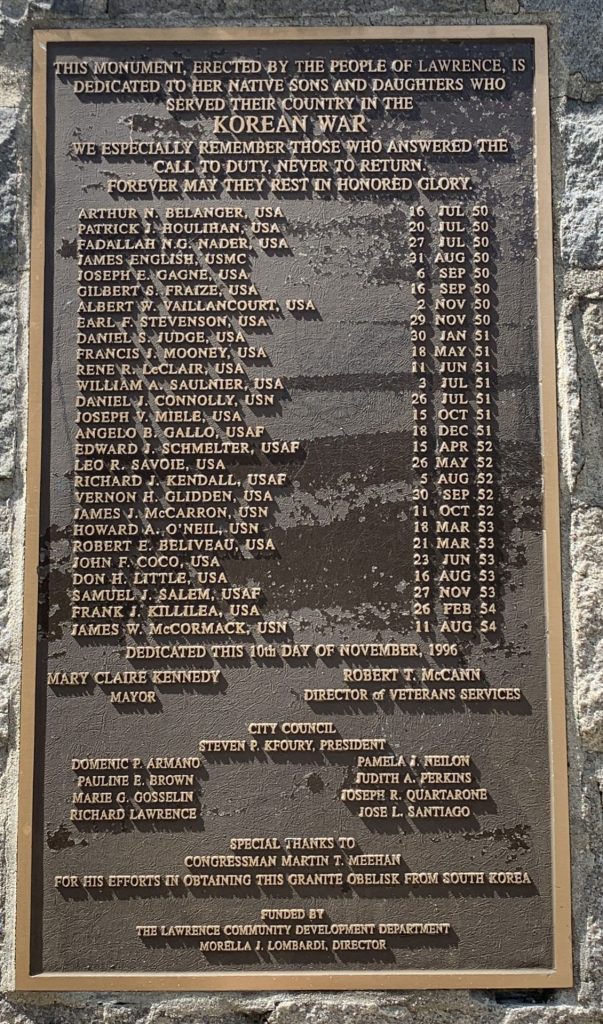 THIS MONUMENT, ERECTED BY THE PEOPLE OF LAWRENCE, IS
DEDICATED TO HER NATIVE SONS AND DAUGHTERS WHO
SERVED THEIR COUNTRY IN THE
KOREAN WAR
WE ESPECIALLY REMEMBER THOSE WHO ANSWERED THE
CALL TO DUTY, NEVER TO RETURN.
FOREVER MAY THEY REST IN HONORED GLORY.
ARTHUR N. BELANGER, USA 16 JUL 50
PATRICK J. HOULIHAN, USA 20 JUL 50
FADALLAH N.G. NADER, USA 27 JUL 50
JAMES ENGLISH, USMC 31 AUG 50
JOSEPH E. GAGNE, USA 6 SEP 50
GILBERT S. FRAIZE, USA 16 SEP 50
ALBERT W. VAILLANCOURT, USA 2 NOV 50
EARL F. STEVENSON, USA 29 NOV 50
DANIEL S. JUDGE, USA 30 JAN 51
FRANCIS J. MOONEY, USA 18 MAY 51
RENE R. LeCLAIR, USA 11 JUN 51
WILLIAM A. SAULNIER, USA 3 JUL 51
DANIEL J. CONNOLLY, USN 26 JUL 51
JOSEPH V. MIELE, USA 15 OCT 51
ANGELO B. GALLO, USAF 18 DEC 51
EDWARD J. SCHMELTER, USAF 15 APR 52
LEO R. SAVOIE, USA 26 MAY 52
RICHARD J. KENDALL, USAF 5 AUG 52
VERNON H. GLIDDEN, USA 30 SEP 52
JAMES J. McCARRON, USN 11 OCT 52
HOWARD A. O'NEIL, USN 18 MAR 53
ROBERT E. BELIVEAU, USA 21 MAR 53
JOHN F. COCO, USA 23 JUN 53
DON H. LITTLE, USA 16 AUG 53
SAMUEL J. SALEM, USAF 27 NOV 53
FRANK J. KILLILEA, USA 26 FEB 54
JAMES W. McCORMACK, USN 11 AUG 54
DEDICATED THIS 10th DAY OF NOVEMBER, 1996
MARY CLAIRE KENNEDY ROBERT T. McCANN
MAYOR DIRECTOR of VETERANS SERVICES
CITY COUNCIL
STEVEN P. KFOURY, PRESIDENT
DOMENIC P. ARMANO PAMELA J. NEILON
PAULINE E. BROWN JUDITH A. PERKINS
MARIE G. GOSSELIN JOSEPH R. QUARTARONE
RICHARD LAWRENCE JOSE L. SANTIAGO
SPECIAL THANKS TO
CONGRESSMAN MARTIN T. MEEHAN
FOR HIS EFFORTS IN OBTAINING THIS GRANITE OBELISK FROM SOUTH KOREA
FUNDED BY
THE LAWRENCE COMMUNITY DEVELOPMENT DEPARTMENT
MORELLA J. LOMBARDI, DIRECTOR